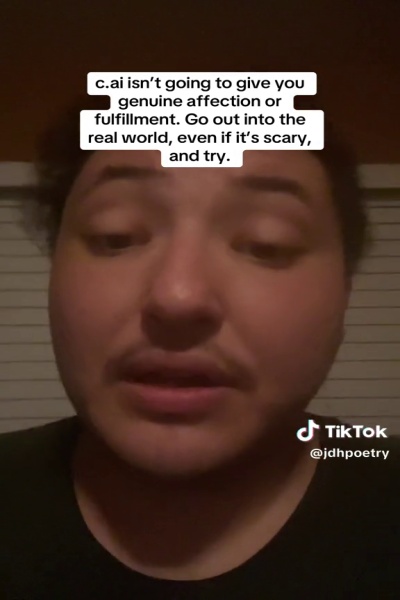 c.ai isn’t going to give you
genuine affection or
fulfillment. Go out into the
real world, even if it’s scary,
and try.
TikTok
@jdhpoetry